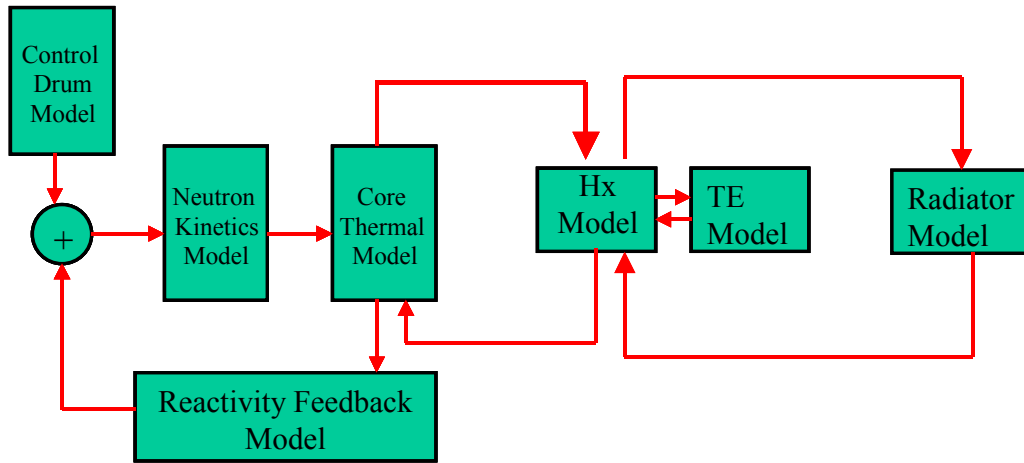 Control
Drum
Model
+
Neutron
Kinetics
Model
Core
Thermal
Model
Hx
Model
TE
Model
Radiator
Model
Reactivity Feedback
Model